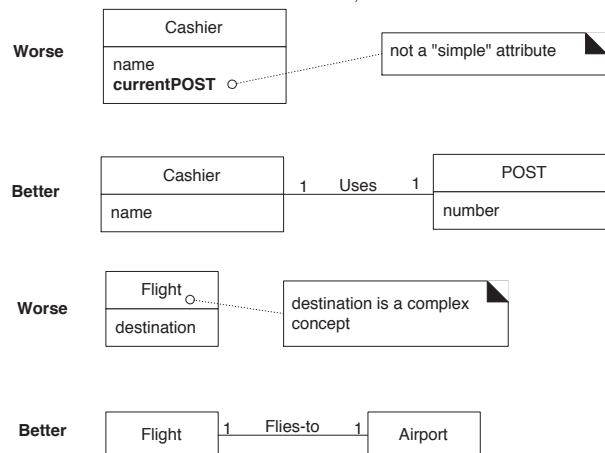 Cashier
Worse
name
currentPOST
not a "simple" attribute
Better
Cashier
1 Uses 1
POST
name
number
Worse
Flight
destination
destination is a complex
concept
Better
Flight
1 Flies-to 1
Airport